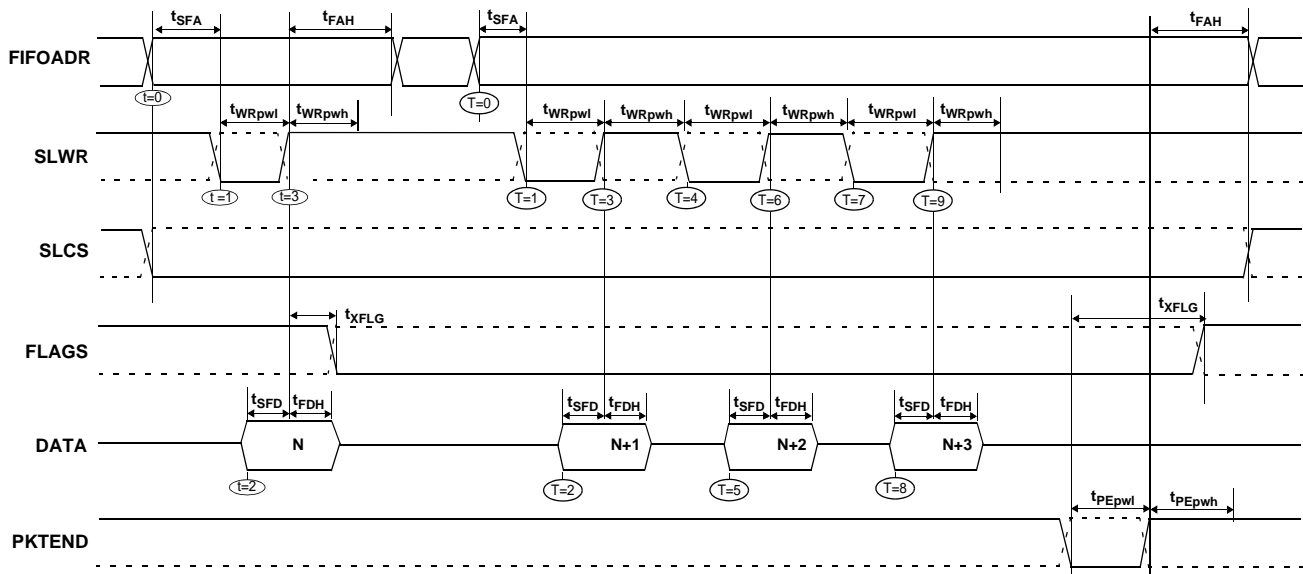 tSFA tFAH tSFA tFAH
FIFOADR
t=0 T=0
tWRpwl tWRpwh tWRpwl tWRpwh tWRpwl tWRpwh tWRpwl tWRpwh
SLWR
t =1 t=3 T=1 T=3 T=4 T=6 T=7 T=9
SLCS
tXFLG tXFLG
FLAGS
tSFD tFDH tSFD tFDH tSFD tFDH tSFD tFDH
DATA N N+1 N+2 N+3
t=2 T=2 T=5 T=8
tPEpwl tPEpwh
PKTEND